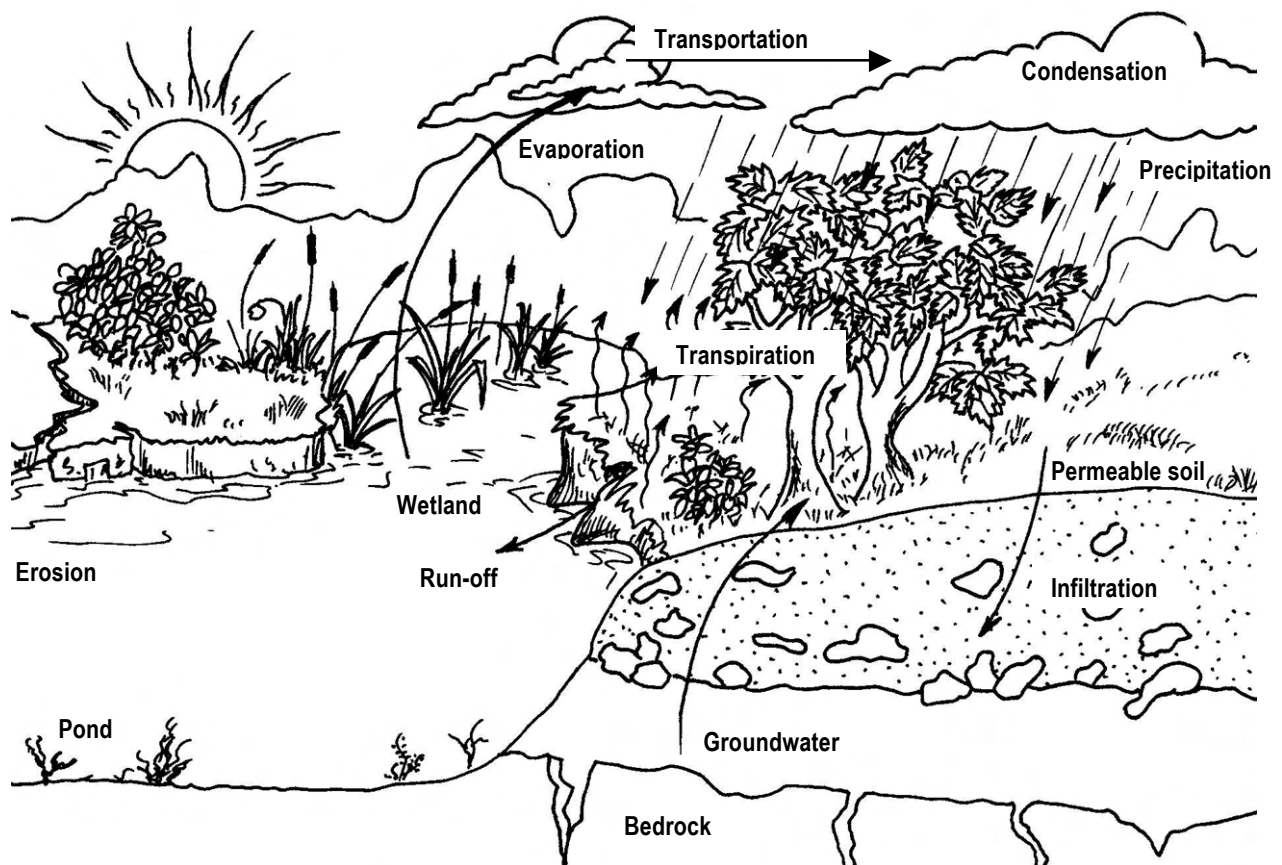 Transportation
Condensation
Evaporation
Precipitation
Transpiration
Permeable soil
Wetland
Run-off
Erosion
Infiltration
Pond
Groundwater
Bedrock